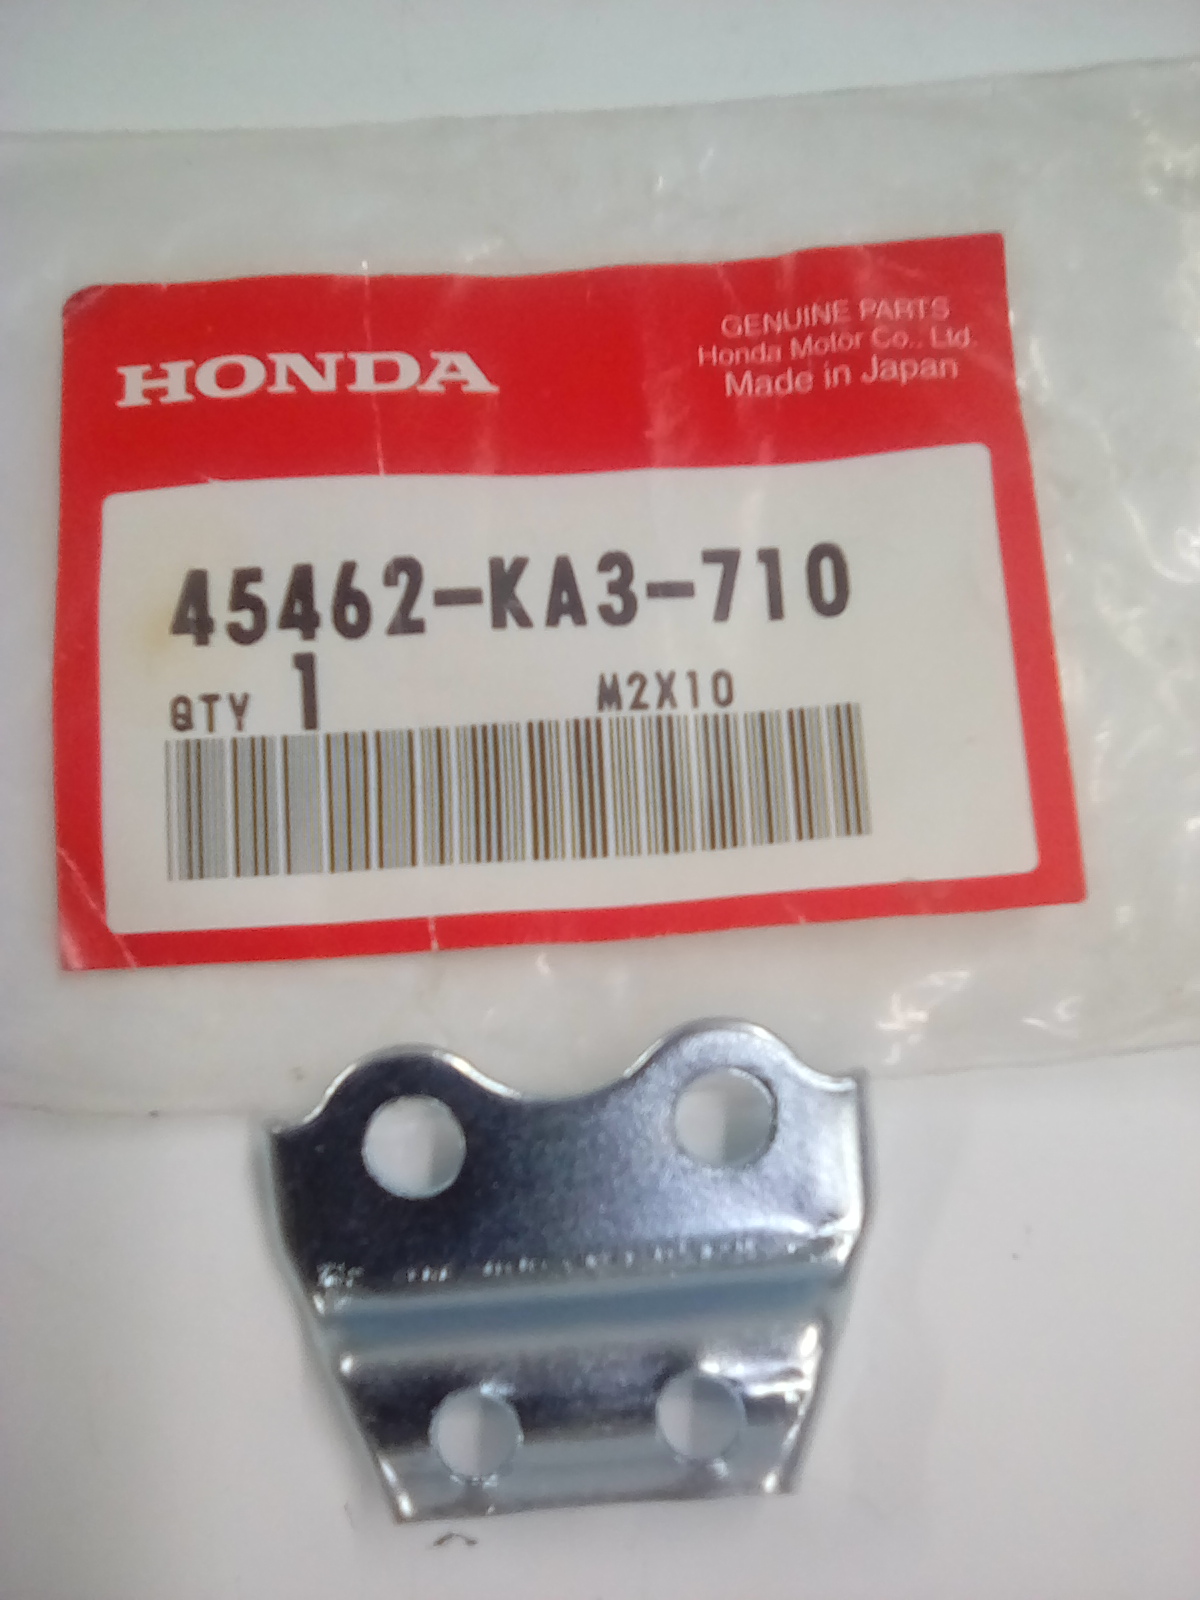 HONDA
GENUINE PARTS
Honda Motor Co., Ltd.
Made in Japan
45462-KA3-710
QTY 1 M2X10